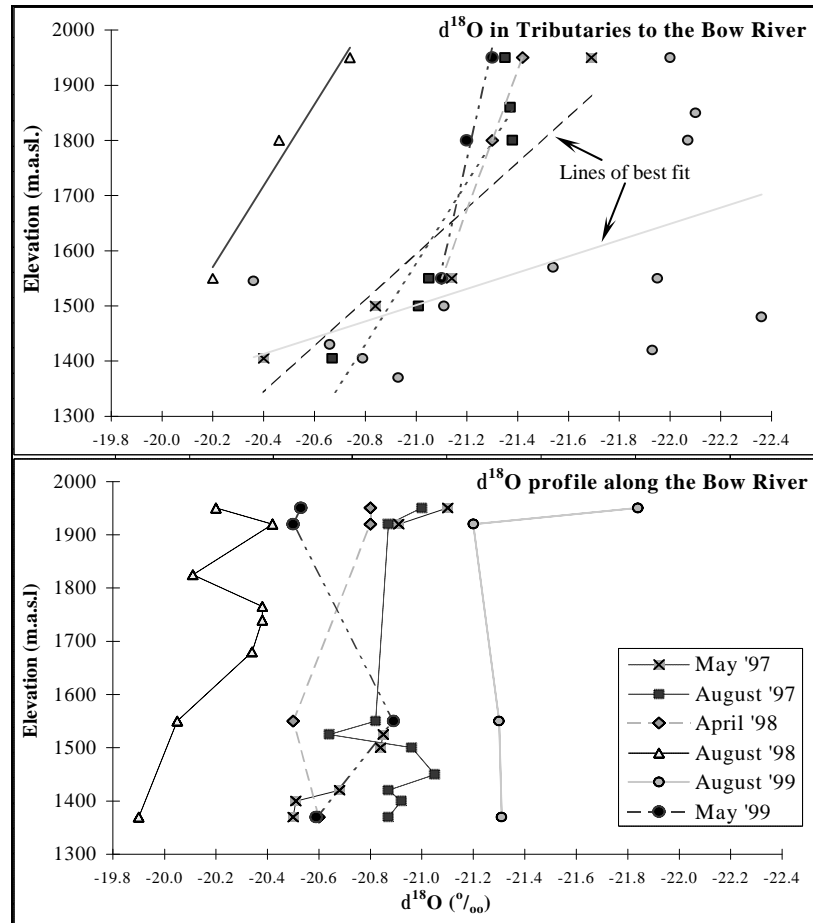 d18O in Tributaries to the Bow River
Elevation (m.a.sl.)
2000
1900
1800
1700
1600
1500
1400
1300
Lines of best fit
-19.8 -20.0 -20.2 -20.4 -20.6 -20.8 -21.0 -21.2 -21.4 -21.6 -21.8 -22.0 -22.2 -22.4
d18O profile along the Bow River
Elevation (m.a.s.l)
2000
1900
1800
1700
1600
1500
1400
1300
May '97
August '97
April '98
August '98
August '99
May '99
-19.8 -20.0 -20.2 -20.4 -20.6 -20.8 -21.0 -21.2 -21.4 -21.6 -21.8 -22.0 -22.2 -22.4
d18O (o/oo)